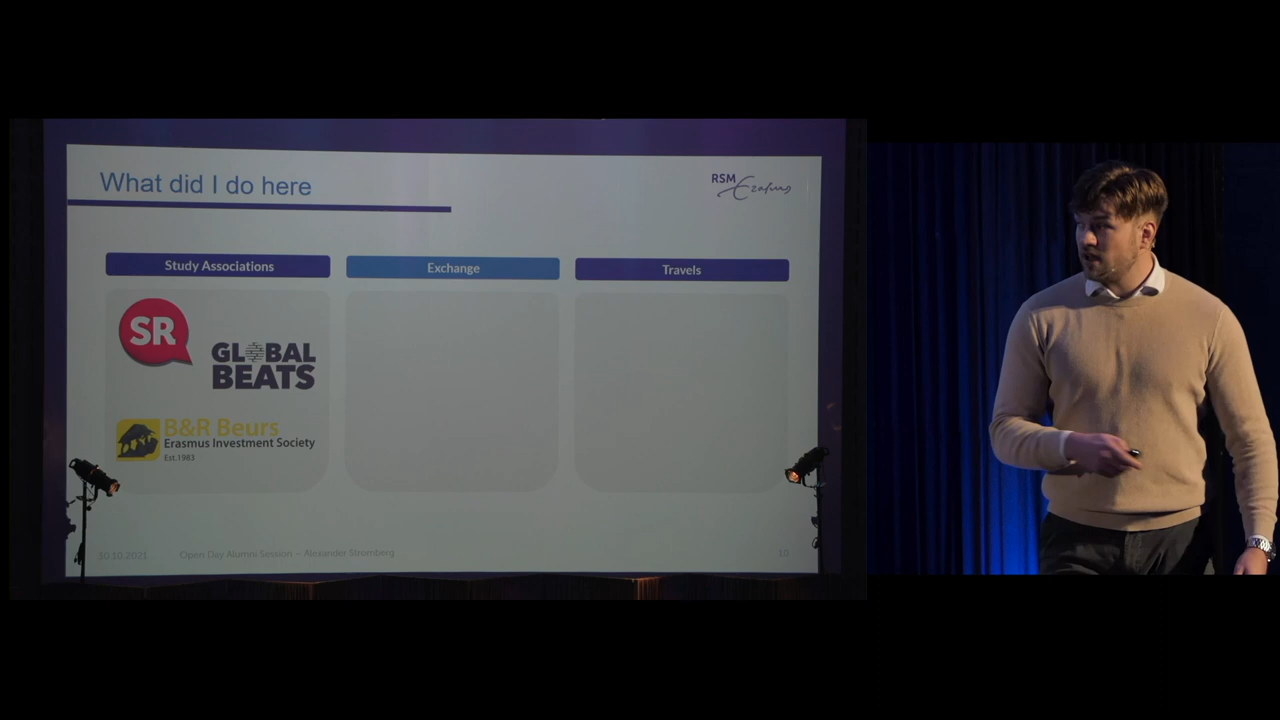 What did I do here
RSM
Erasmus
Study Associations
Exchange
Travels
SR
GLOBAL
BEATS
B&R Beurs
Erasmus Investment Society
Est.1983
30.10.2021
Open Day Alumni Session – Alexander Stromberg
10